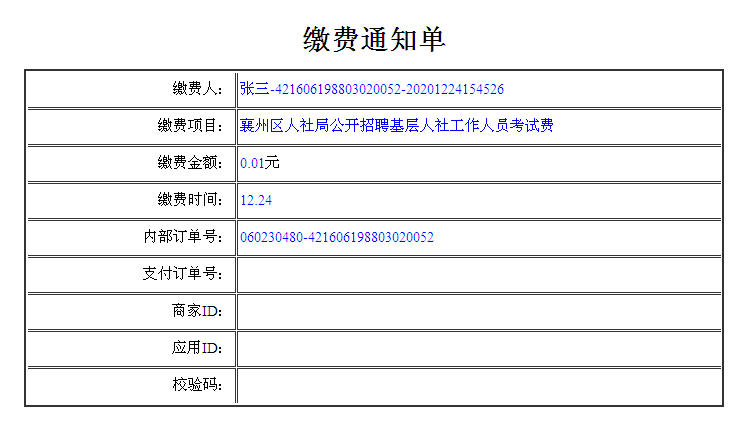 缴费通知单
缴费人： 张三-421606198803020052-20201224154526
缴费项目： 襄州区人社局公开招聘基层人社工作人员考试费
缴费金额： 0.01元
缴费时间： 12.24
内部订单号： 060230480-421606198803020052
支付订单号：
商家ID：
应用ID：
校验码：